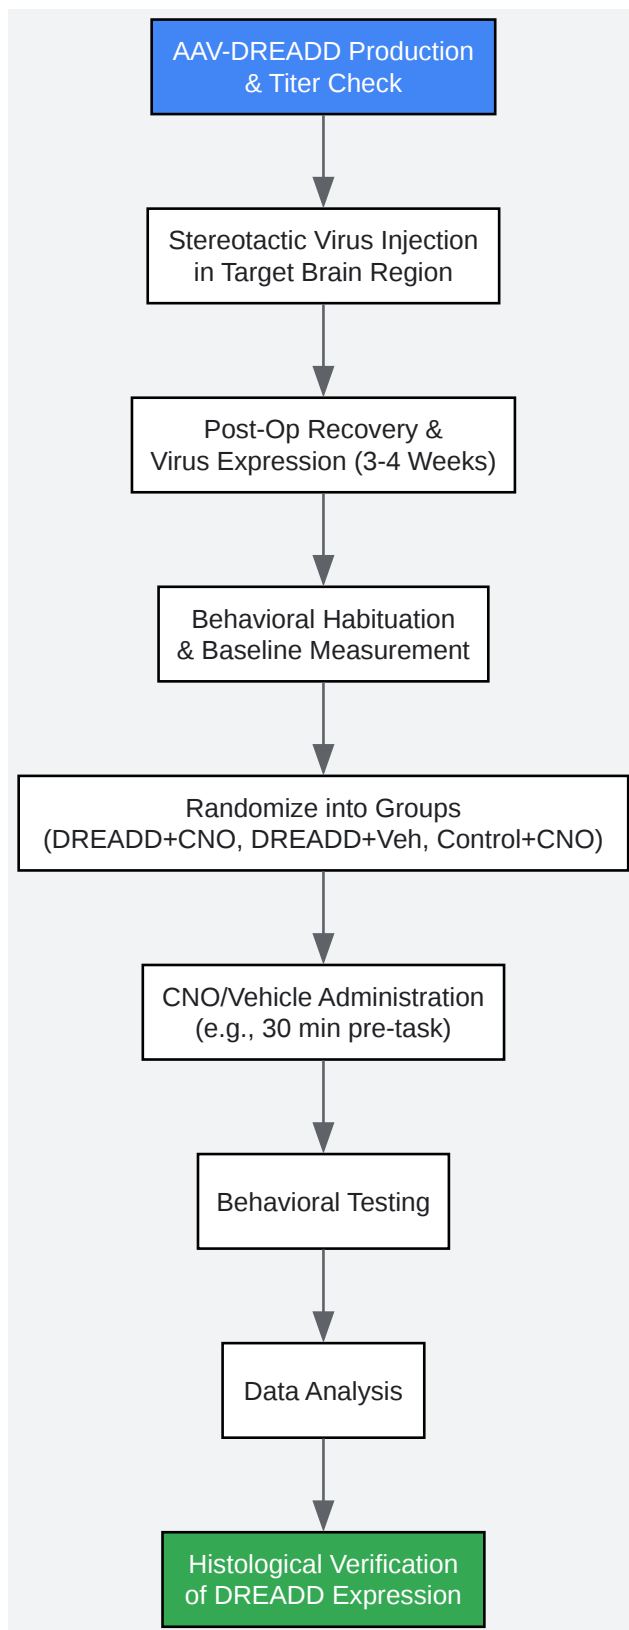 AAV-DREADD Production
& Titer Check
Stereotactic Virus Injection
in Target Brain Region
Post-Op Recovery &
Virus Expression (3-4 Weeks)
Behavioral Habituation
& Baseline Measurement
Randomize into Groups
(DREADD+CNO, DREADD+Veh, Control+CNO)
CNO/Vehicle Administration
(e.g., 30 min pre-task)
Behavioral Testing
Data Analysis
Histological Verification
of DREADD Expression